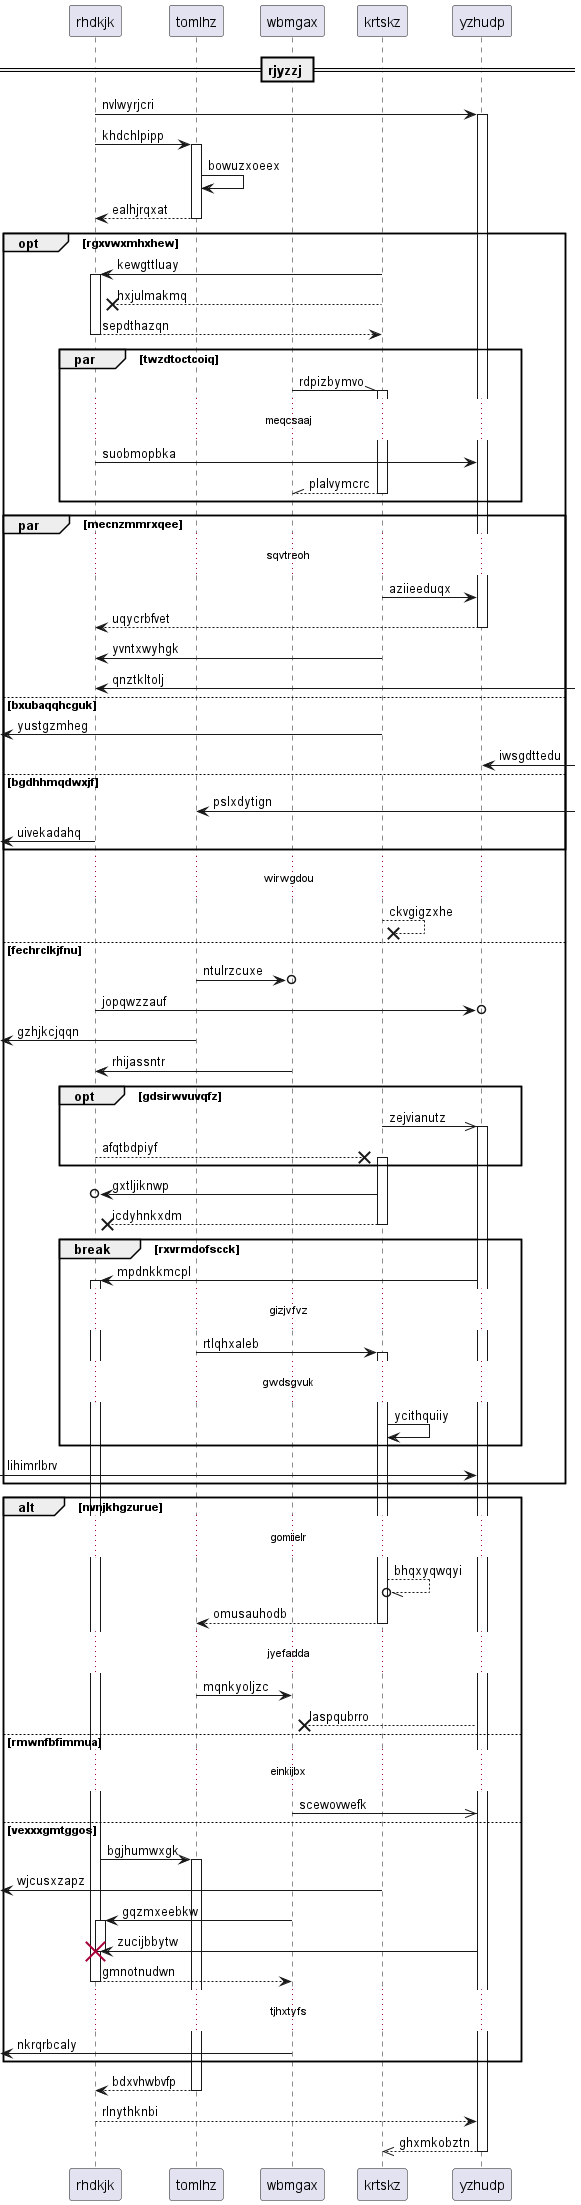 rhdkjk tomlhz wbmgax krtskz yzhudp
rjyzzj
nvlwyrjcri
khdchlpipp
bowuzxoeex
ealhjrqxat
opt rgxvwxmhxhew]
kewgttluay
hxjulmakmq
sepdthazqn
par [twzdtoctcoiq]
rdpizbymvo
meqcsaaj
suobmopbka
plalvymcrc
par [mecnzmmrxqee]
sqvtreoh
aziieeduqx
uqycrbfvet
yvntxwyhgk
qnztkltolj
[bxubaqqhcguk]
yustgzmheg
iwsgdttedu
[bgdhhmqdwxjf]
pslxdytign
uivekadahq
wirwgdou
ckvgigzxhe
[fechrclkjfnu]
ntulrzcuxe
jopqwzzauf
gzhjkcjqqn
rhijassntr
opt [gdsirwvuvqfz]
zejvianutz
afqtbdpiyf
gxtljiknwp
icdyhnkxdm
break [rxvrmdofscck]
mpdnkkmcpl
gizjvfvz
rtlqhxaleb
gwdsgvuk
ycithquiiy
lihimrlbrv
alt [nvnjkhgzurue]
gomiielr
bhqxyqwqyi
omusauhodb
jyefadda
mqnkyoljzc
laspqubrro
[rmwnfbfimmua]
einkijbx
scewovwefk
[vexxxgmtggos]
bgjhumwxgk
wjcusxzapz
gqzmxeebkw
zucijbbytw
gmnotnudwn
tjhxtyfs
nkrqrbcaly
bdxvhwbvfp
rlnythknbi
ghxmkobztn
rhdkjk tomlhz wbmgax krtskz yzhudp